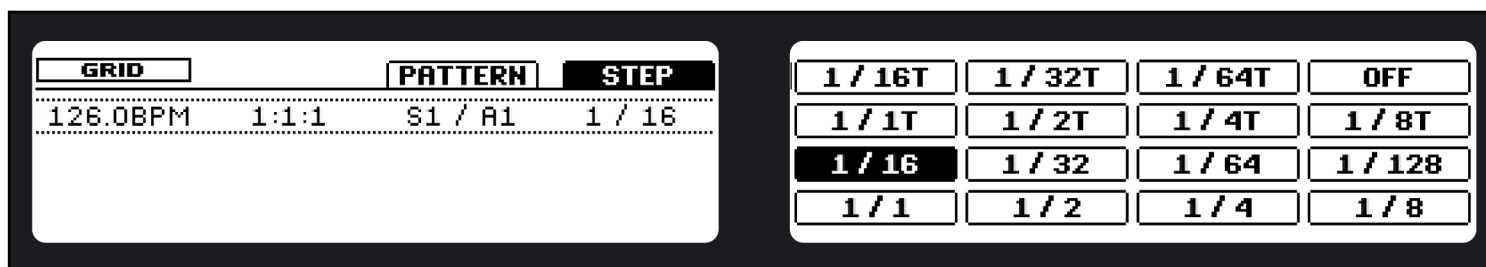 GRID PATTERN STEP
126.0BPM 1:1:1 S1 / A1 1 / 16
1 / 16T 1 / 32T 1 / 64T OFF
1 / 1T 1 / 2T 1 / 4T 1 / 8T
1 / 16 1 / 32 1 / 64 1 / 128
1 / 1 1 / 2 1 / 4 1 / 8